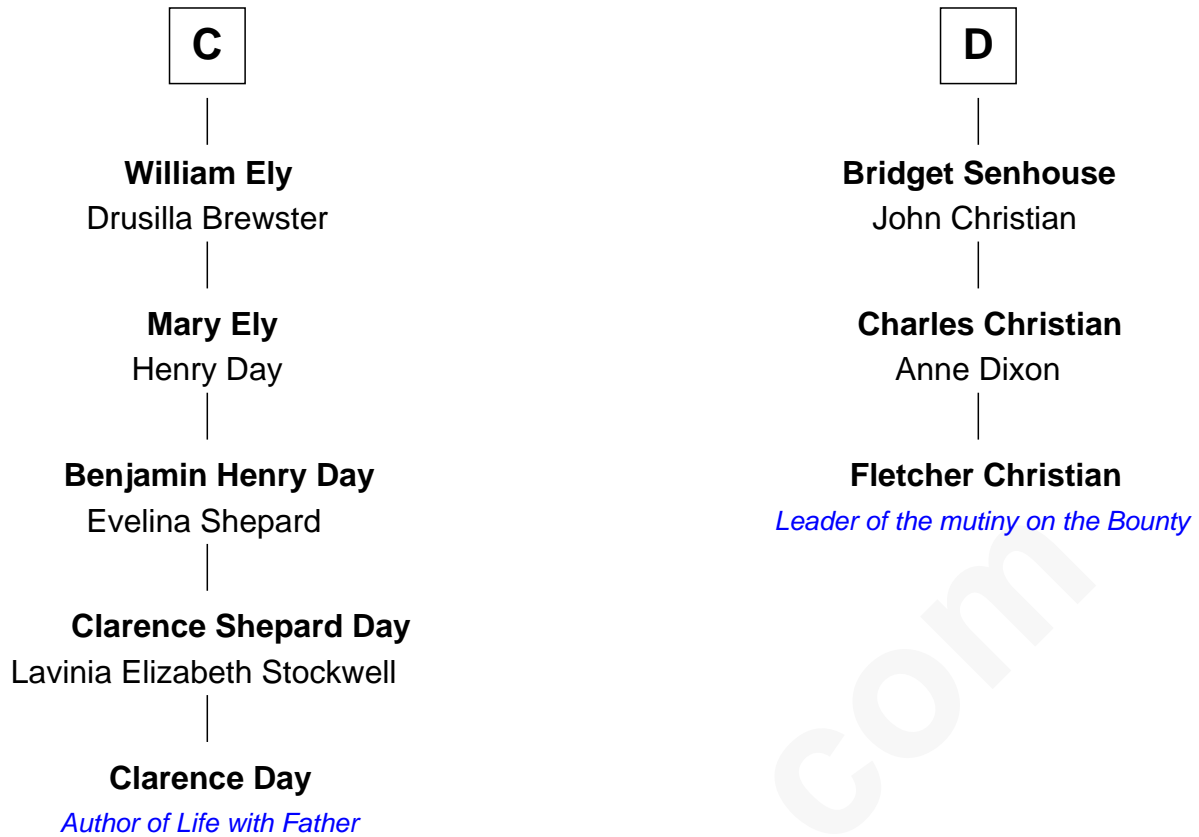 C
William Ely
Drusilla Brewster
Mary Ely
Henry Day
Benjamin Henry Day
Evelina Shepard
Clarence Shepard Day
Lavinia Elizabeth Stockwell
Clarence Day
Author of Life with Father
D
Bridget Senhouse
John Christian
Charles Christian
Anne Dixon
Fletcher Christian
Leader of the mutiny on the Bounty
com